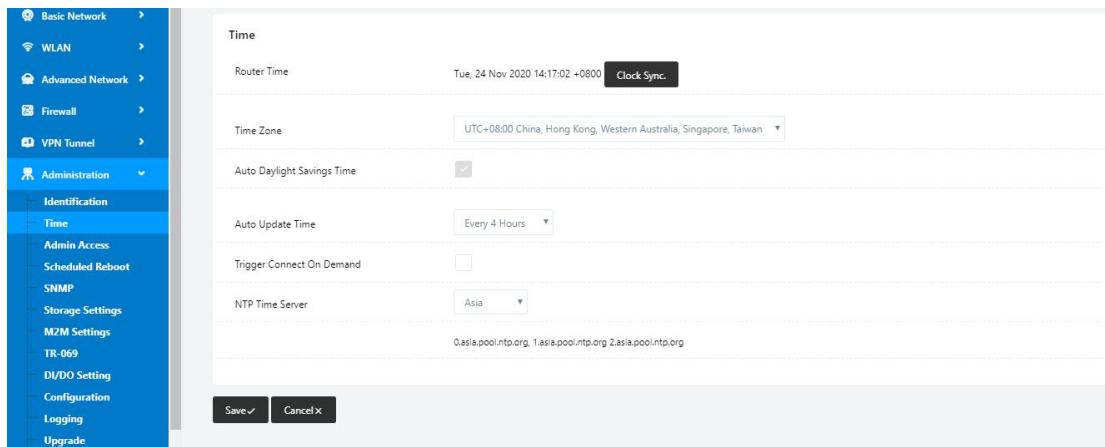 Basic Network
WLAN
Advanced Network
Firewall
VPN Tunnel
Administration
Identification
Time
Admin Access
Scheduled Reboot
SNMP
Storage Settings
M2M Settings
TR-069
DI/DO Setting
Configuration
Logging
Upgrade
Time
Router Time Tue, 24 Nov 2020 14:17:02 +0800 Clock Sync.
Time Zone UTC+08:00 China, Hong Kong, Western Australia, Singapore, Taiwan
Auto Daylight Savings Time
Auto Update Time Every 4 Hours
Trigger Connect On Demand
NTP Time Server Asia
0.asia.pool.ntp.org, 1.asia.pool.ntp.org 2.asia.pool.ntp.org
Save Cancel